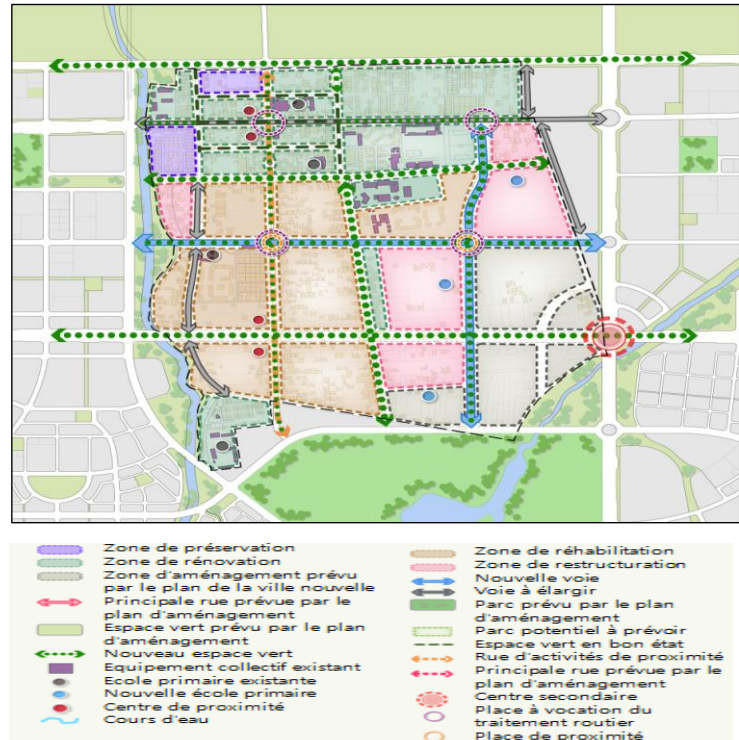 Zone de préservation
Zone de rénovation
Zone d'aménagement prévu
par le plan de la ville nouvelle
Principale rue prévue par le
plan d'aménagement
Espace vert prévu par le plan
d'aménagement
Nouveau espace vert
Equipement collectif existant
Ecole primaire existante
Nouvelle école primaire
Centre de proximité
Cours d'eau
Zone de réhabilitation
Zone de restructuration
Nouvelle voie
Voie à élargir
Parc prévu par le plan
d'aménagement
Parc potentiel à prévoir
Espace vert en bon état
Rue d'activités de proximité
Principale rue prévue par le
plan d'aménagement
Centre secondaire
Place à vocation du
traitement routier
Place de proximité